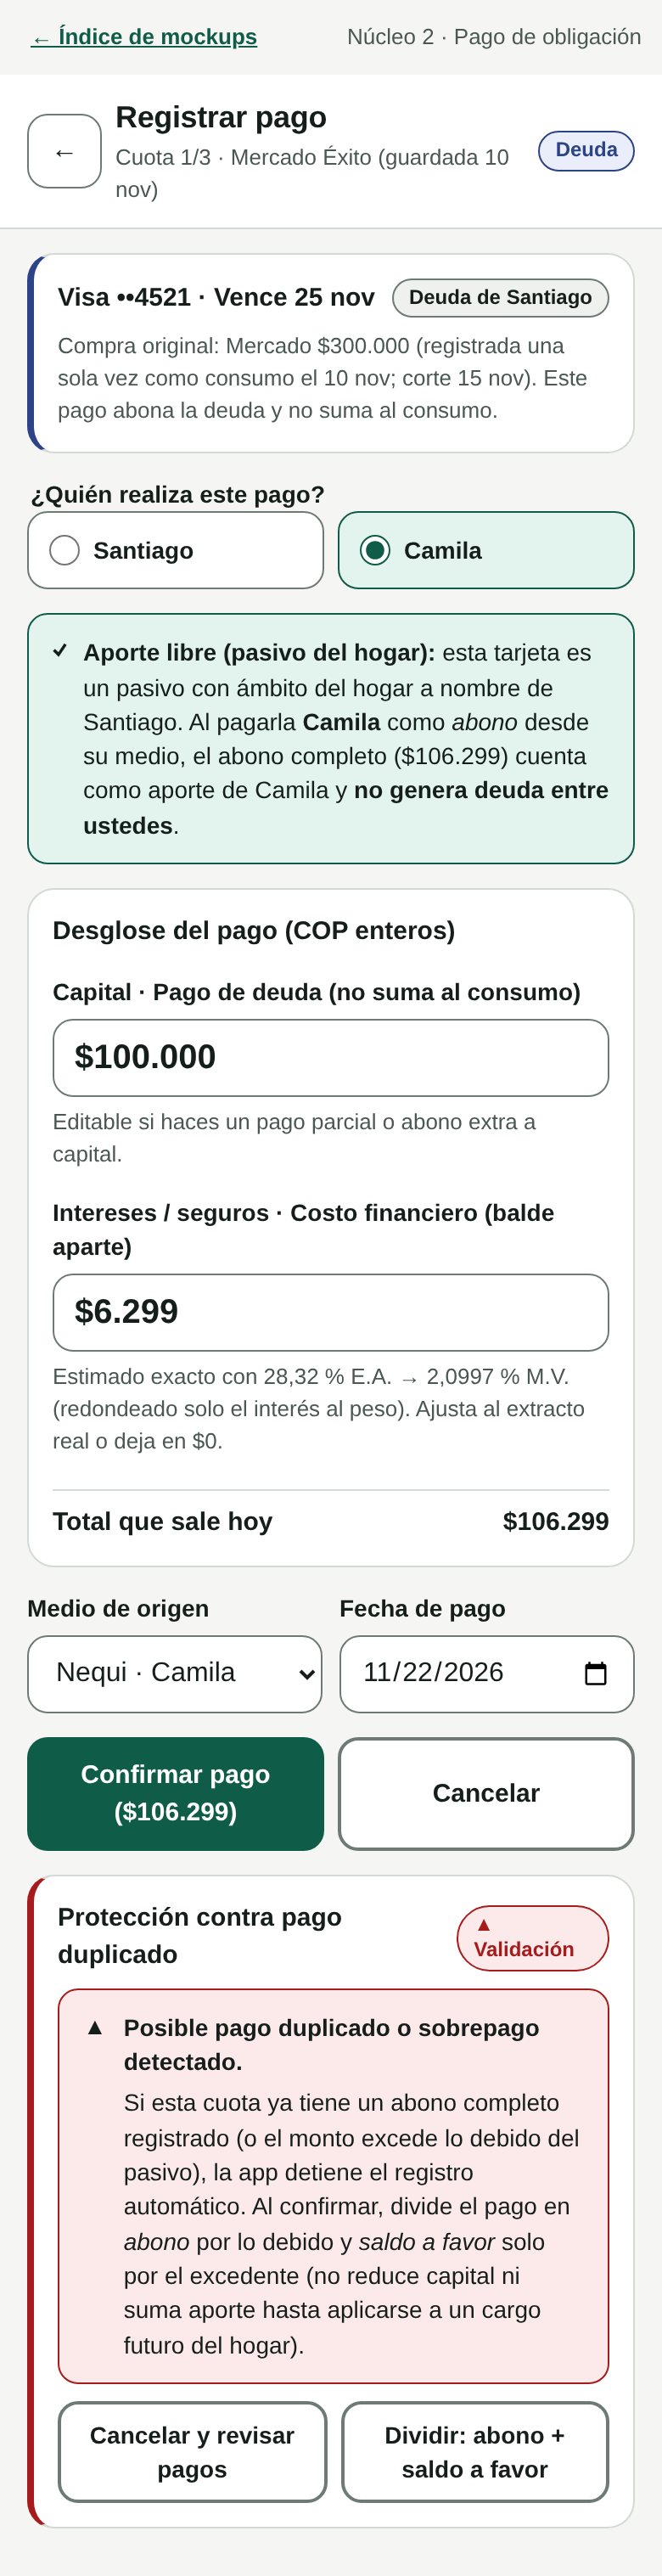 ← Índice de mockups
Núcleo 2 · Pago de obligación
←
Registrar pago
Cuota 1/3 · Mercado Éxito (guardada 10
nov)
Deuda
Visa ••4521 · Vence 25 nov
Deuda de Santiago
Compra original: Mercado $300.000 (registrada una
sola vez como consumo el 10 nov; corte 15 nov). Este
pago abona la deuda y no suma al consumo.
¿Quién realiza este pago?
Santiago
Camila
✓ Aporte libre (pasivo del hogar): esta tarjeta es
un pasivo con ámbito del hogar a nombre de
Santiago. Al pagarla Camila como abono desde
su medio, el abono completo ($106.299) cuenta
como aporte de Camila y no genera deuda entre
ustedes.
Desglose del pago (COP enteros)
Capital · Pago de deuda (no suma al consumo)
$100.000
Editable si haces un pago parcial o abono extra a
capital.
Intereses / seguros · Costo financiero (balde
aparte)
$6.299
Estimado exacto con 28,32 % E.A. → 2,0997 % M.V.
(redondeado solo el interés al peso). Ajusta al extracto
real o deja en $0.
Total que sale hoy
$106.299
Medio de origen
Fecha de pago
Nequi · Camila
11/22/2026
Confirmar pago
($106.299)
Cancelar
Protección contra pago
duplicado
▲
Validación
▲ Posible pago duplicado o sobrepago
detectado.
Si esta cuota ya tiene un abono completo
registrado (o el monto excede lo debido del
pasivo), la app detiene el registro
automático. Al confirmar, divide el pago en
abono por lo debido y saldo a favor solo
por el excedente (no reduce capital ni
suma aporte hasta aplicarse a un cargo
futuro del hogar).
Cancelar y revisar
pagos
Dividir: abono +
saldo a favor